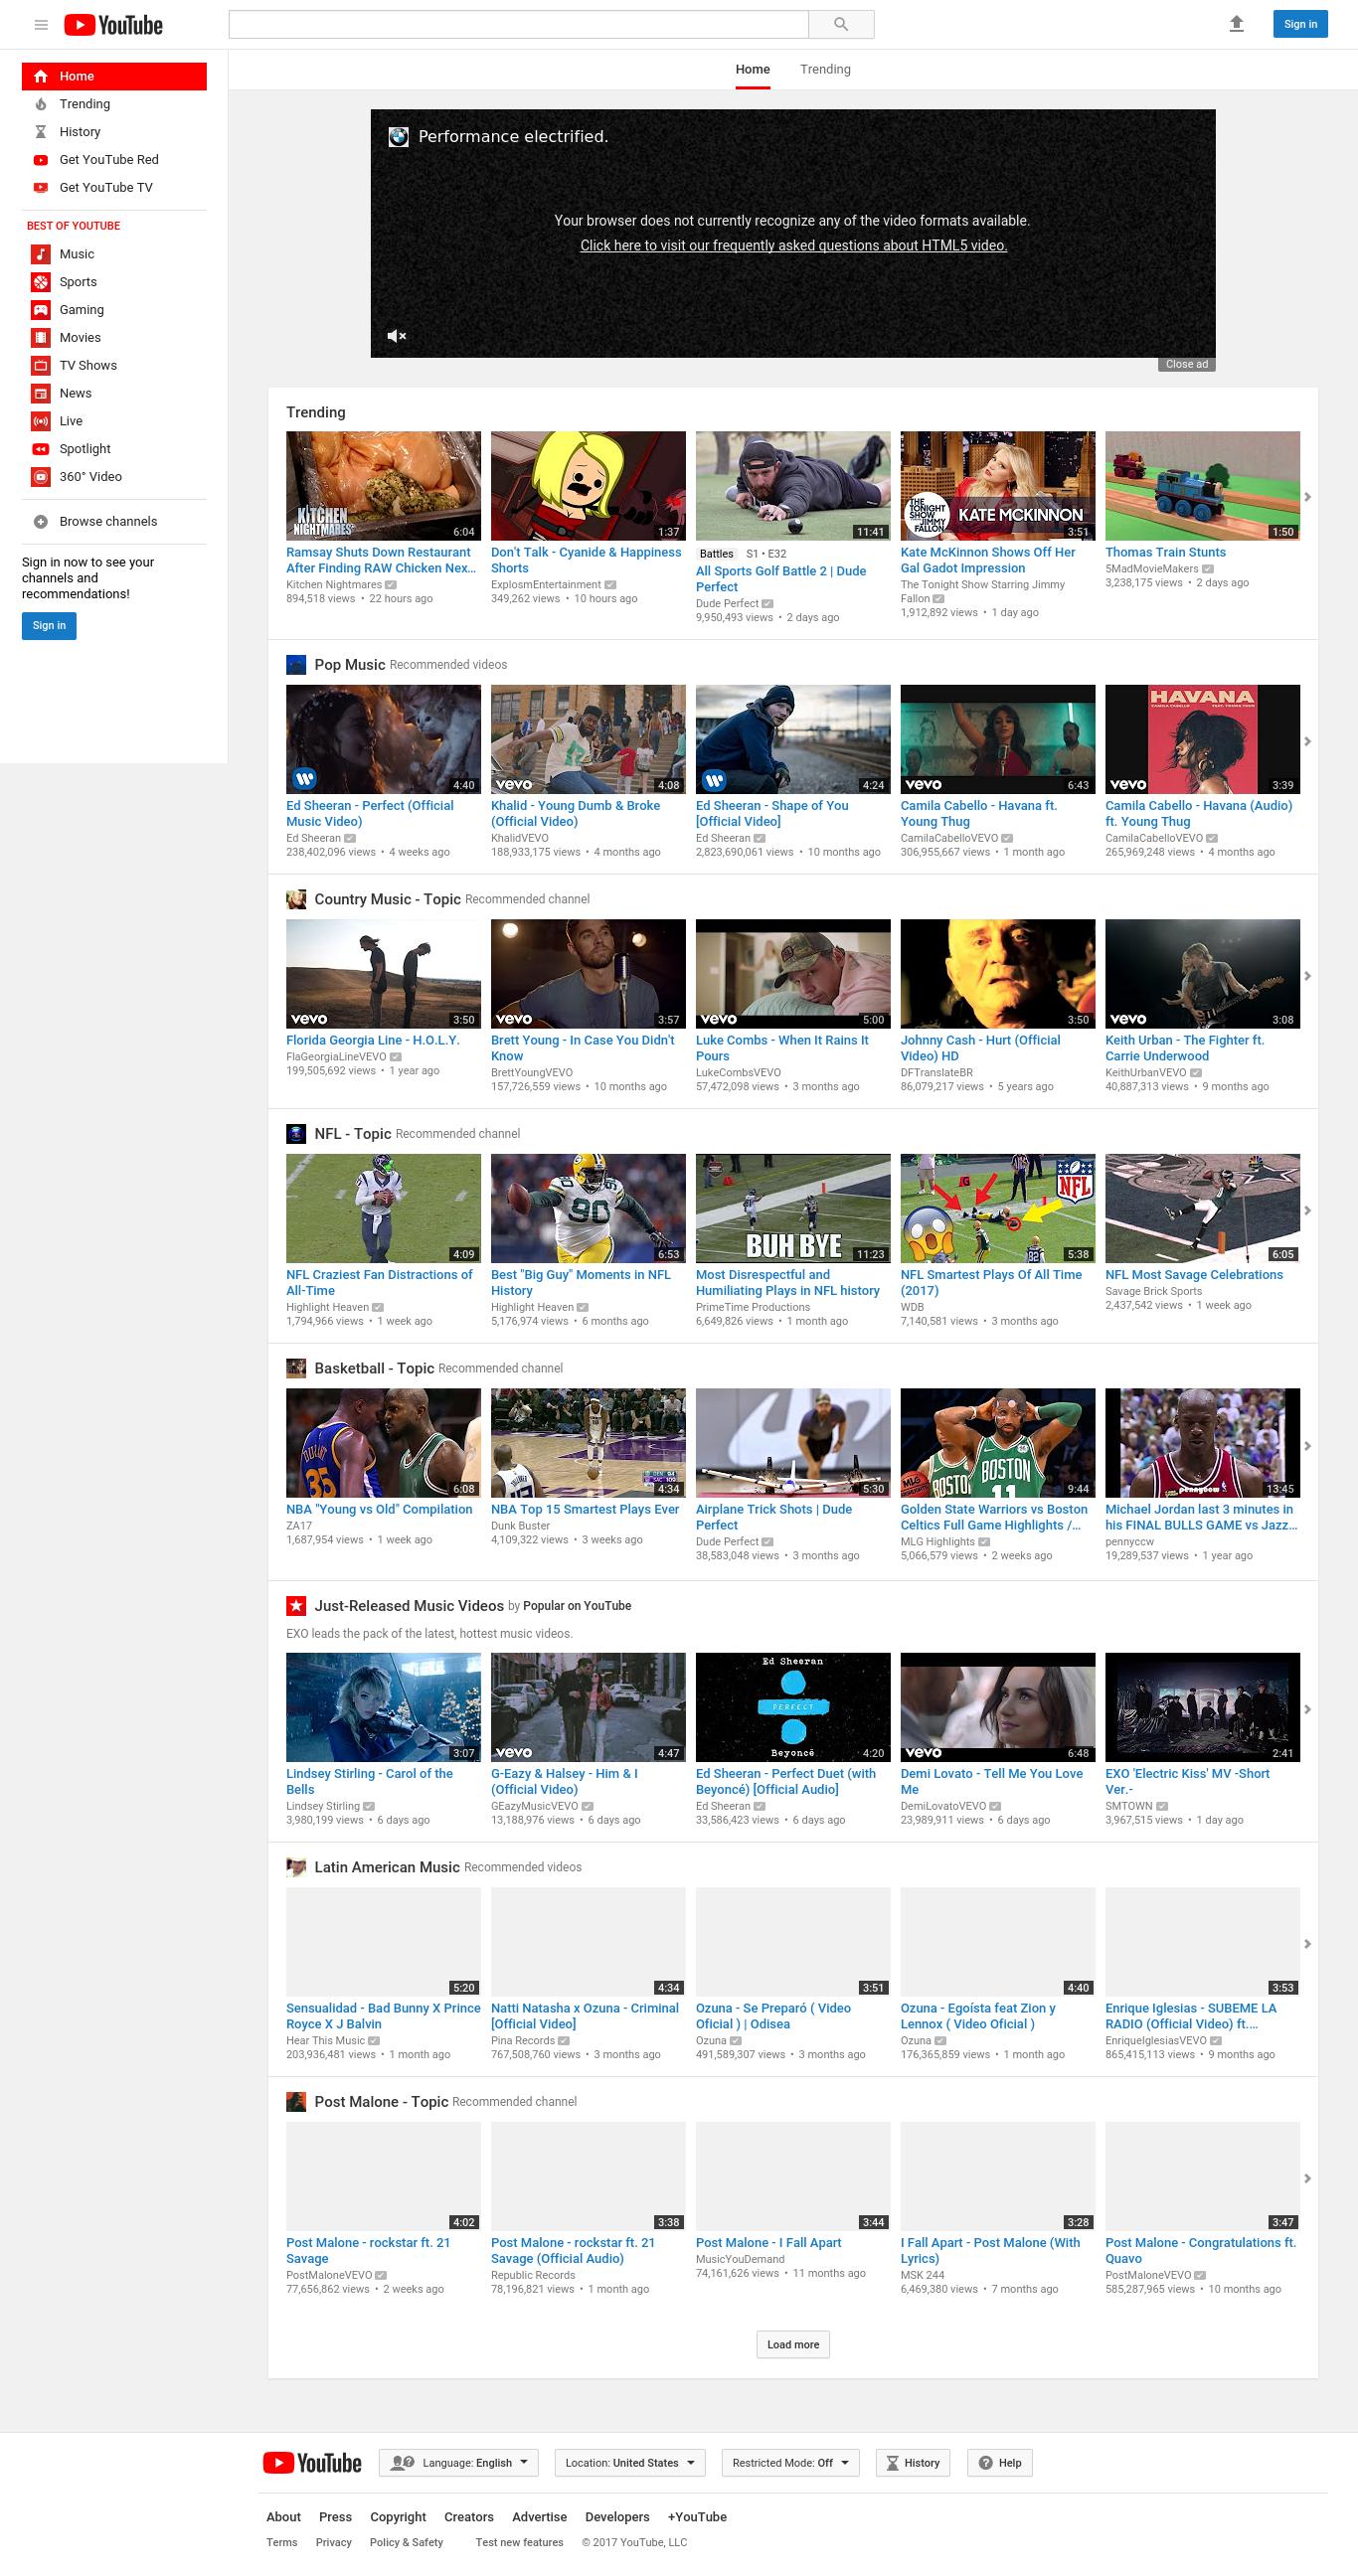 YouTube
Sign in
Home
Trending
History
Get YouTube Red
Get YouTube TV
BEST OF YOUTUBE
Music
Sports
Gaming
Movies
TV Shows
News
Live
Spotlight
360° Video
Browse channels
Sign in now to see your
channels and
recommendations!
Sign in
Home Trending
Performance electrified.
Your browser does not currently recognize any of the video formats available.
Click here to visit our frequently asked questions about HTML5 video.
Close ad
Trending
KITCHEN NIGHTMARES 6:04
Ramsay Shuts Down Restaurant
After Finding RAW Chicken Nex...
Kitchen Nightmares
894,518 views • 22 hours ago
1:37
Don't Talk - Cyanide & Happiness
Shorts
ExplosmEntertainment
349,262 views • 10 hours ago
11:41
Battles S1 • E32
All Sports Golf Battle 2 | Dude
Perfect
Dude Perfect
9,950,493 views • 2 days ago
THE TONIGHT SHOW JIMMY FALLON KATE MCKINNON 3:51
Kate McKinnon Shows Off Her
Gal Gadot Impression
The Tonight Show Starring Jimmy
Fallon
1,912,892 views • 1 day ago
1:50
Thomas Train Stunts
5MadMovieMakers
3,238,175 views • 2 days ago
Pop Music Recommended videos
4:40
Ed Sheeran - Perfect (Official
Music Video)
Ed Sheeran
238,402,096 views • 4 weeks ago
vevo 4:08
Khalid - Young Dumb & Broke
(Official Video)
KhalidVEVO
188,933,175 views • 4 months ago
4:24
Ed Sheeran - Shape of You
[Official Video]
Ed Sheeran
2,823,690,061 views • 10 months ago
vevo 6:43
Camila Cabello - Havana ft.
Young Thug
CamilaCabelloVEVO
306,955,667 views • 1 month ago
HAVANA
CAMILA CABELLO FEAT. YOUNG THUG
vevo 3:39
Camila Cabello - Havana (Audio)
ft. Young Thug
CamilaCabelloVEVO
265,969,248 views • 4 months ago
Country Music - Topic Recommended channel
vevo 3:50
Florida Georgia Line - H.O.L.Y.
FlaGeorgiaLineVEVO
199,505,692 views • 1 year ago
vevo 3:57
Brett Young - In Case You Didn't
Know
BrettYoungVEVO
157,726,559 views • 10 months ago
vevo 5:00
Luke Combs - When It Rains It
Pours
LukeCombsVEVO
57,472,098 views • 3 months ago
3:50
Johnny Cash - Hurt (Official
Video) HD
DFTranslateBR
86,079,217 views • 5 years ago
vevo 3:08
Keith Urban - The Fighter ft.
Carrie Underwood
KeithUrbanVEVO
40,887,313 views • 9 months ago
NFL - Topic Recommended channel
4:09
NFL Craziest Fan Distractions of
All-Time
Highlight Heaven
1,794,966 views • 1 week ago
90 6:53
Best "Big Guy" Moments in NFL
History
Highlight Heaven
5,176,974 views • 6 months ago
BUH BYE 11:23
Most Disrespectful and
Humiliating Plays in NFL history
PrimeTime Productions
6,649,826 views • 1 month ago
NFL 82 5:38
NFL Smartest Plays Of All Time
(2017)
WDB
7,140,581 views • 3 months ago
6:05
NFL Most Savage Celebrations
Savage Brick Sports
2,437,542 views • 1 week ago
Basketball - Topic Recommended channel
35 6:08
NBA "Young vs Old" Compilation
ZA17
1,687,954 views • 1 week ago
4:34
NBA Top 15 Smartest Plays Ever
Dunk Buster
4,109,322 views • 3 weeks ago
5:30
Airplane Trick Shots | Dude
Perfect
Dude Perfect
38,583,048 views • 3 months ago
MLG BOSTON BOSTON 11 9:44
Golden State Warriors vs Boston
Celtics Full Game Highlights /...
MLG Highlights
5,066,579 views • 2 weeks ago
pennyccw 13:45
Michael Jordan last 3 minutes in
his FINAL BULLS GAME vs Jazz...
pennyccw
19,289,537 views • 1 year ago
Just-Released Music Videos by Popular on YouTube
EXO leads the pack of the latest, hottest music videos.
3:07
Lindsey Stirling - Carol of the
Bells
Lindsey Stirling
3,980,199 views • 6 days ago
vevo 4:47
G-Eazy & Halsey - Him & I
(Official Video)
GEazyMusicVEVO
13,188,976 views • 6 days ago
Ed Sheeran
PERFECT
Beyoncé 4:20
Ed Sheeran - Perfect Duet (with
Beyoncé) [Official Audio]
Ed Sheeran
33,586,423 views • 6 days ago
vevo 6:48
Demi Lovato - Tell Me You Love
Me
DemiLovatoVEVO
23,989,911 views • 6 days ago
2:41
EXO 'Electric Kiss' MV -Short
Ver.-
SMTOWN
3,967,515 views • 1 day ago
Latin American Music Recommended videos
5:20
Sensualidad - Bad Bunny X Prince
Royce X J Balvin
Hear This Music
203,936,481 views • 1 month ago
4:34
Natti Natasha x Ozuna - Criminal
[Official Video]
Pina Records
767,508,760 views • 3 months ago
3:51
Ozuna - Se Preparó ( Video
Oficial ) | Odisea
Ozuna
491,589,307 views • 3 months ago
4:40
Ozuna - Egoísta feat Zion y
Lennox ( Video Oficial )
Ozuna
176,365,859 views • 1 month ago
3:53
Enrique Iglesias - SUBEME LA
RADIO (Official Video) ft....
EnriqueIglesiasVEVO
865,415,113 views • 9 months ago
Post Malone - Topic Recommended channel
4:02
Post Malone - rockstar ft. 21
Savage
PostMaloneVEVO
77,656,862 views • 2 weeks ago
3:38
Post Malone - rockstar ft. 21
Savage (Official Audio)
Republic Records
78,196,821 views • 1 month ago
3:44
Post Malone - I Fall Apart
MusicYouDemand
74,161,626 views • 11 months ago
3:28
I Fall Apart - Post Malone (With
Lyrics)
MSK 244
6,469,380 views • 7 months ago
3:47
Post Malone - Congratulations ft.
Quavo
PostMaloneVEVO
585,287,965 views • 10 months ago
Load more
YouTube Language: English Location: United States Restricted Mode: Off History Help
About Press Copyright Creators Advertise Developers +YouTube
Terms Privacy Policy & Safety Test new features © 2017 YouTube, LLC